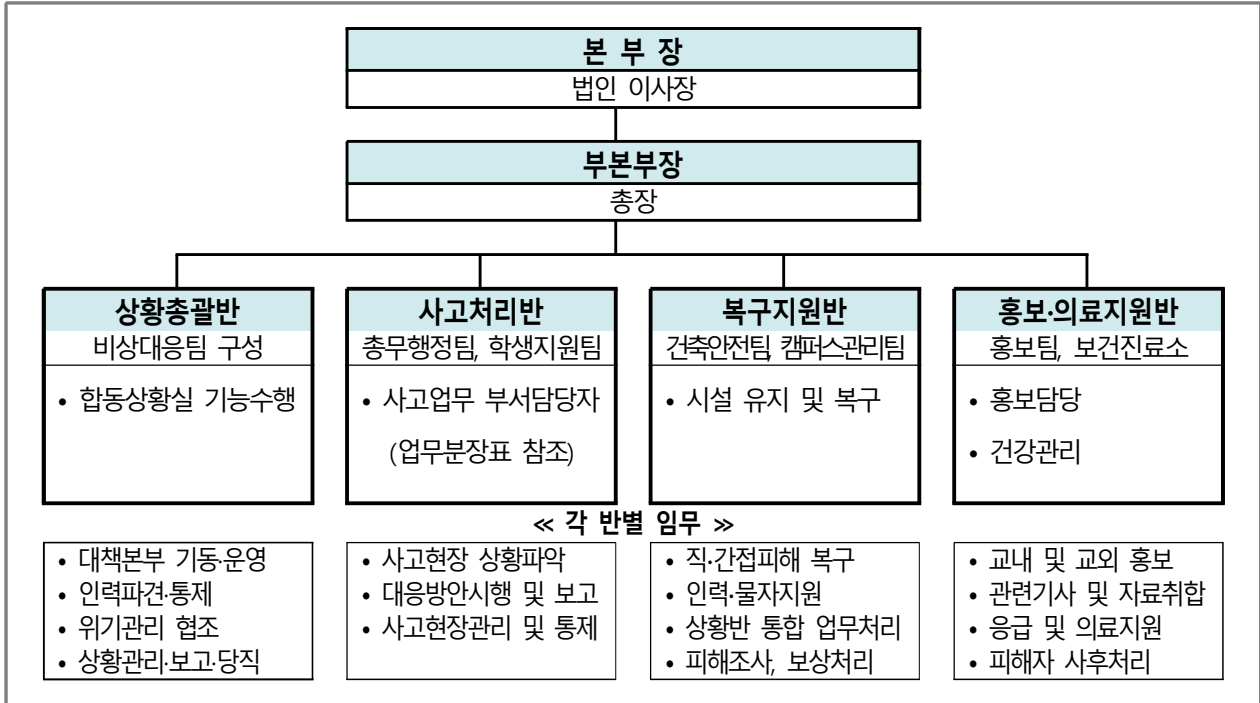 본 부 장
법인 이사장
부본부장
총장
상황총괄반
비상대응팀 구성
• 합동상황실 기능수행
사고처리반
총무행정팀, 학생지원팀
• 사고업무 부서담당자
(업무분장표 참조)
복구지원반
건축안전팀, 캠퍼스관리팀
• 시설 유지 및 복구
홍보·의료지원반
홍보팀, 보건진료소
• 홍보담당
• 건강관리
≪ 각 반별 임무 ≫
• 대책본부 기동·운영
• 인력파견·통제
• 위기관리 협조
• 상황관리·보고·당직
• 사고현장 상황파악
• 대응방안시행 및 보고
• 사고현장관리 및 통제
• 직·간접피해 복구
• 인력·물자지원
• 상황반 통합 업무처리
• 피해조사, 보상처리
• 교내 및 교외 홍보
• 관련기사 및 자료취합
• 응급 및 의료지원
• 피해자 사후처리